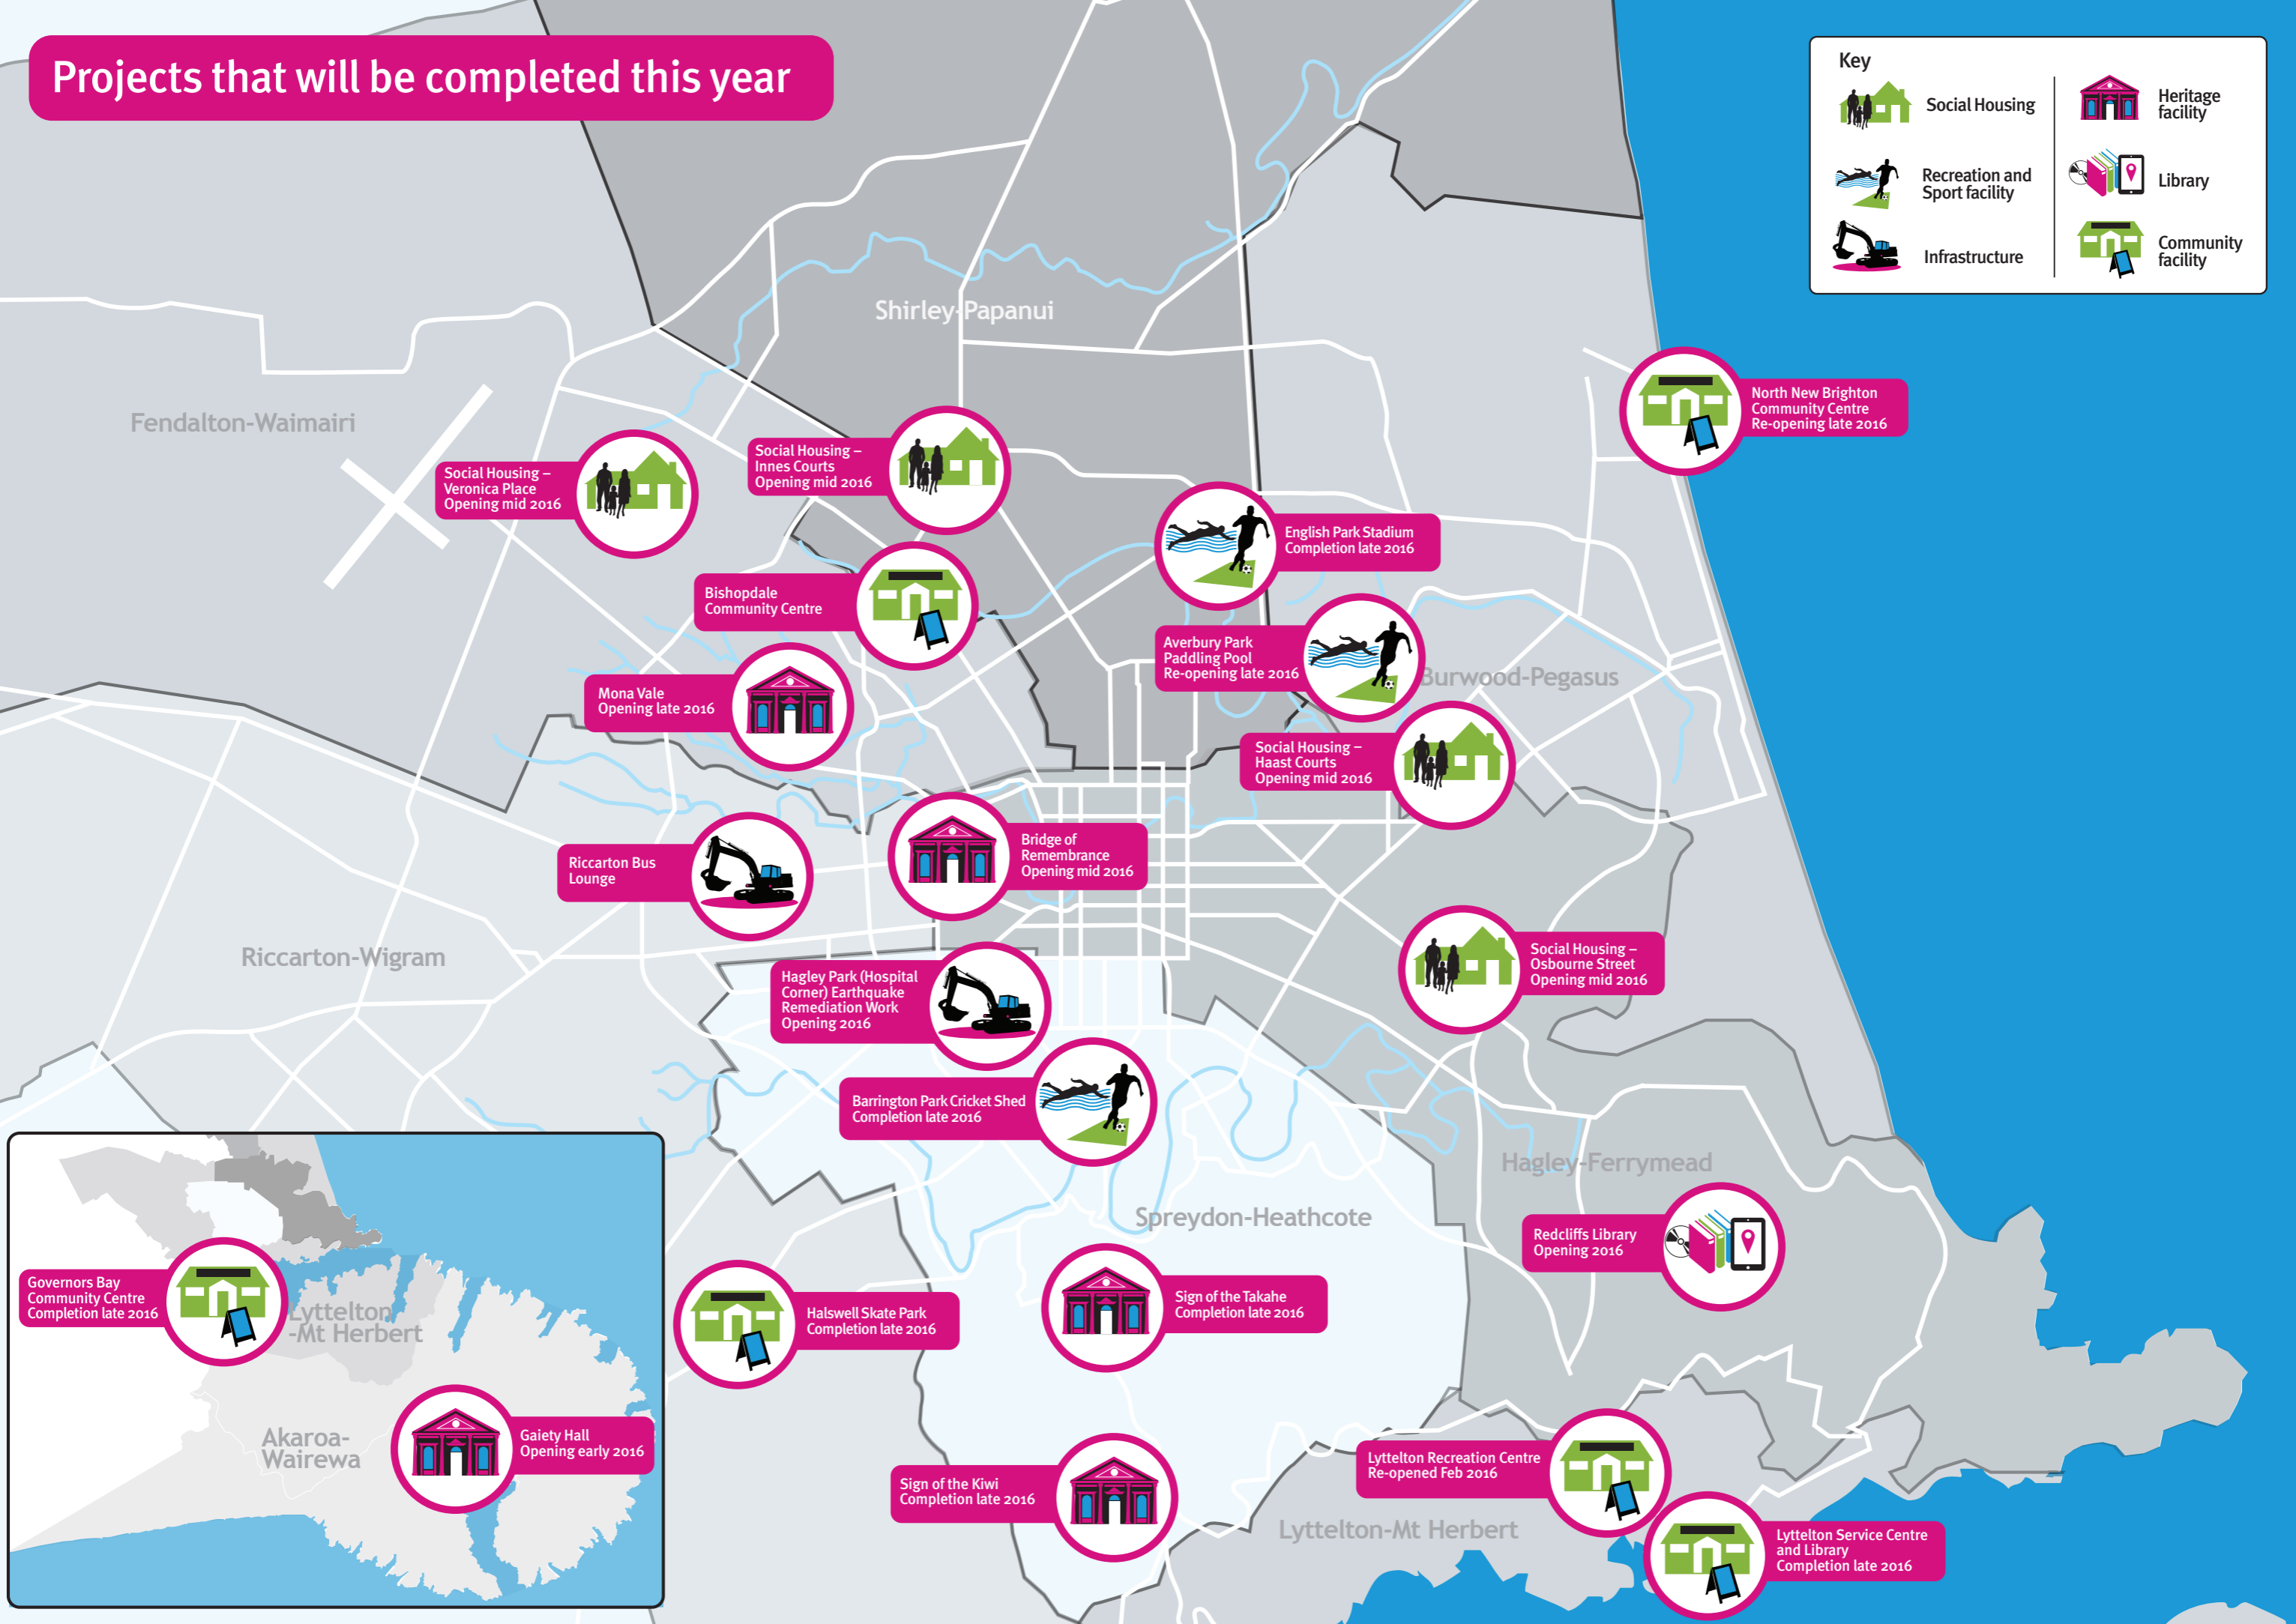 Projects that will be completed this year
Key
Social Housing
Recreation and
Sport facility
Infrastructure
Heritage
facility
Library
Community
facility
Shirley-Papanui
Fendalton-Waimairi
North New Brighton
Community Centre
Re-opening late 2016
Social Housing –
Innes Courts
Opening mid 2016
Social Housing –
Veronica Place
Opening mid 2016
English Park Stadium
Completion late 2016
Bishopdale
Community Centre
Averbury Park
Paddling Pool
Re-opening late 2016
Burwood-Pegasus
Mona Vale
Opening late 2016
Social Housing –
Haast Courts
Opening mid 2016
Bridge of
Remembrance
Opening mid 2016
Riccarton Bus
Lounge
Riccarton-Wigram
Social Housing –
Osbourne Street
Opening mid 2016
Hagley Park (Hospital
Corner) Earthquake
Remediation Work
Opening 2016
Barrington Park Cricket Shed
Completion late 2016
Hagley-Ferrymead
Spreydon-Heathcote
Redcliffs Library
Opening 2016
Governors Bay
Community Centre
Completion late 2016
Lyttelton
-Mt Herbert
Halswell Skate Park
Completion late 2016
Sign of the Takahe
Completion late 2016
Akaroa-
Wairewa
Gaiety Hall
Opening early 2016
Sign of the Kiwi
Completion late 2016
Lyttelton Recreation Centre
Re-opened Feb 2016
Lyttelton-Mt Herbert
Lyttelton Service Centre
and Library
Completion late 2016